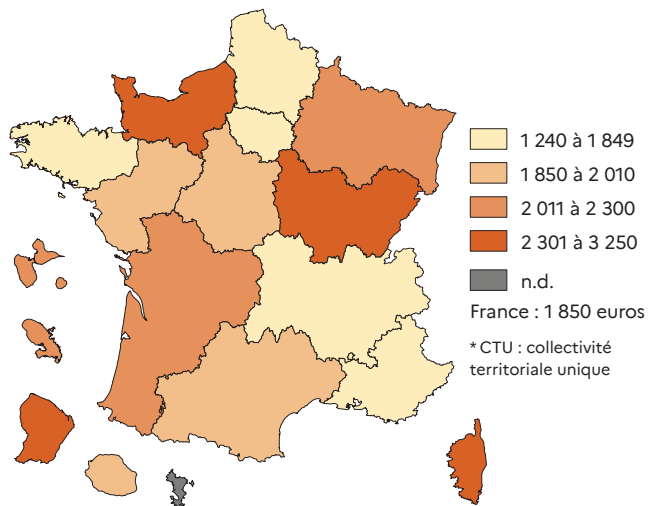 1 240 à 1 849
1 850 à 2 010
2 011 à 2 300
2 301 à 3 250
n.d.
France : 1 850 euros
* CTU : collectivité
territoriale unique